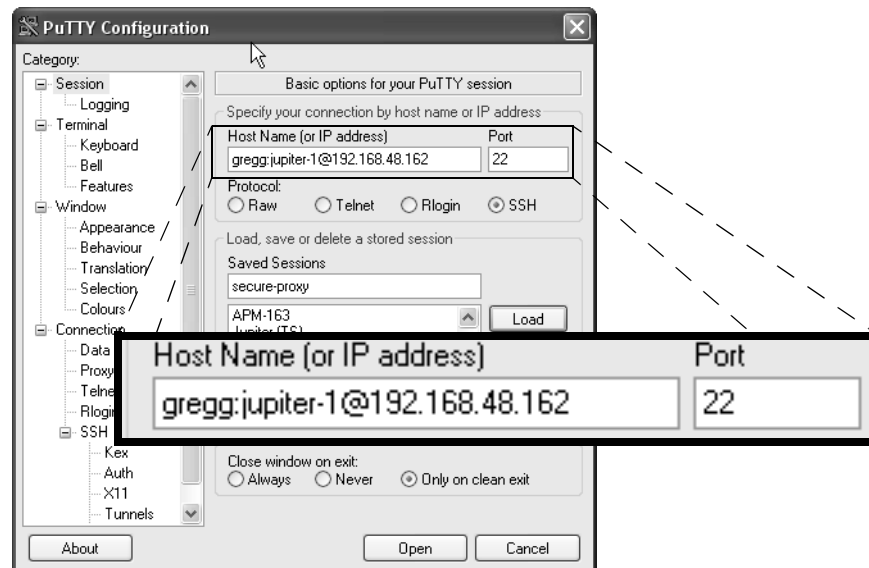 PuTTY Configuration
Category:
Session
Logging
Terminal
Keyboard
Bell
Features
Window
Appearance
Behaviour
Translation
Selection
Colours
Connection
Data
Proxy
Telne
Rlogi
SSH
Kex
Auth
X11
Tunnels
Basic options for your PuTTY session
Specify your connection by host name or IP address
Host Name (or IP address) Port
gregg:jupiter-1@192.168.48.162 22
Protocol:
Raw Telnet Rlogin SSH
Load, save or delete a stored session
Saved Sessions
secure-proxy
APM-163
Jupiter (TS)
Load
Host Name (or IP address) Port
gregg:jupiter-1@192.168.48.162 22
Close window on exit:
Always Never Only on clean exit
About Open Cancel